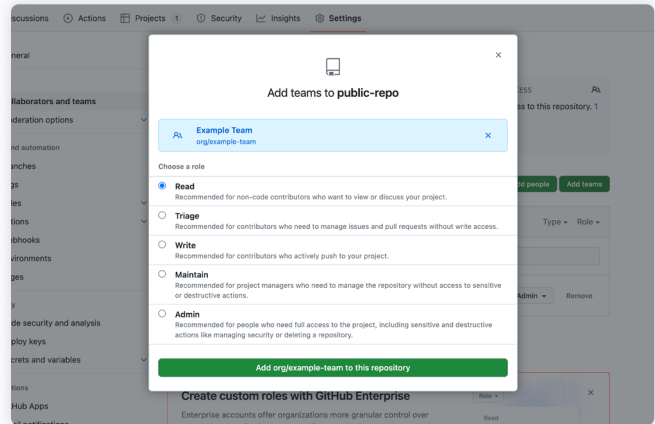 scussions Actions Projects 1 Security Insights Settings
neral
llaborators and teams
oderation options
nd automation
anches
gs
les
tions
ebhooks
vironments
ges
y
de security and analysis
ploy keys
crets and variables
tions
Hub Apps
Add teams to public-repo
Example Team
org/example-team
Choose a role
Read
Recommended for non-code contributors who want to view or discuss your project.
Triage
Recommended for contributors who need to manage issues and pull requests without write access.
Write
Recommended for contributors who actively push to your project.
Maintain
Recommended for project managers who need to manage the repository without access to sensitive
or destructive actions.
Admin
Recommended for people who need full access to the project, including sensitive and destructive
actions like managing security or deleting a repository.
Add org/example-team to this repository
CESS
ss to this repository. 1
dd people Add teams
Type Role
Admin Remove
Create custom roles with GitHub Enterprise
Enterprise accounts offer organizations more granular control over
Role
Read